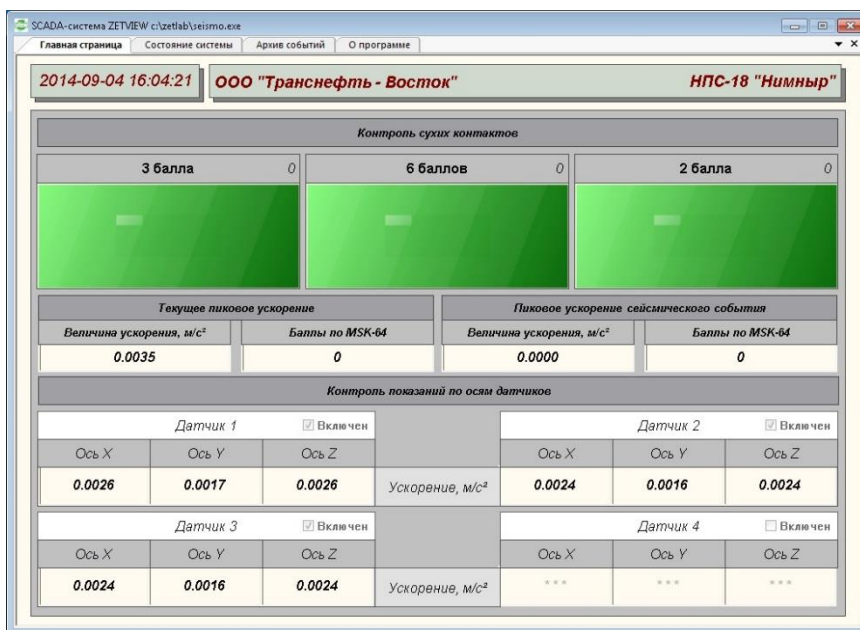 SCADA-система ZETVIEW c:\zetlab\seismo.exe
Главная страница Состояние системы Архив событий О программе
2014-09-04 16:04:21 ООО "Транснефть - Восток" НПС-18 "Нимныр"
Контроль сухих контактов
3 балла 0 6 баллов 0 2 балла 0
Текущее пиковое ускорение Пиковое ускорение сейсмического события
Величина ускорения, м/с² Баллы по MSK-64 Величина ускорения, м/с² Баллы по MSK-64
0.0035 0 0.0000 0
Контроль показаний по осям датчиков
Датчик 1 Включен Датчик 2 Включен
Ось X Ось Y Ось Z Ось X Ось Y Ось Z
0.0026 0.0017 0.0026 Ускорение, м/с² 0.0024 0.0016 0.0024
Датчик 3 Включен Датчик 4 Включен
Ось X Ось Y Ось Z Ось X Ось Y Ось Z
0.0024 0.0016 0.0024 Ускорение, м/с² *** *** ***